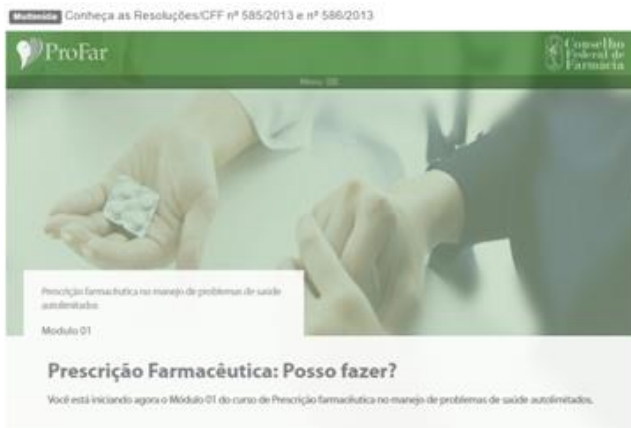 Multimídia Conheça as Resoluções/CFF nº 585/2013 e nº 586/2013
ProFar
Conselho
Federal de
Farmácia
Menu
Prescrição farmacêutica no manejo de problemas de saúde
autolimitados
Modulo 01
Prescrição Farmacêutica: Posso fazer?
Você está iniciando agora o Módulo 01 do curso de Prescrição farmacêutica no manejo de problemas de saúde autolimitados.